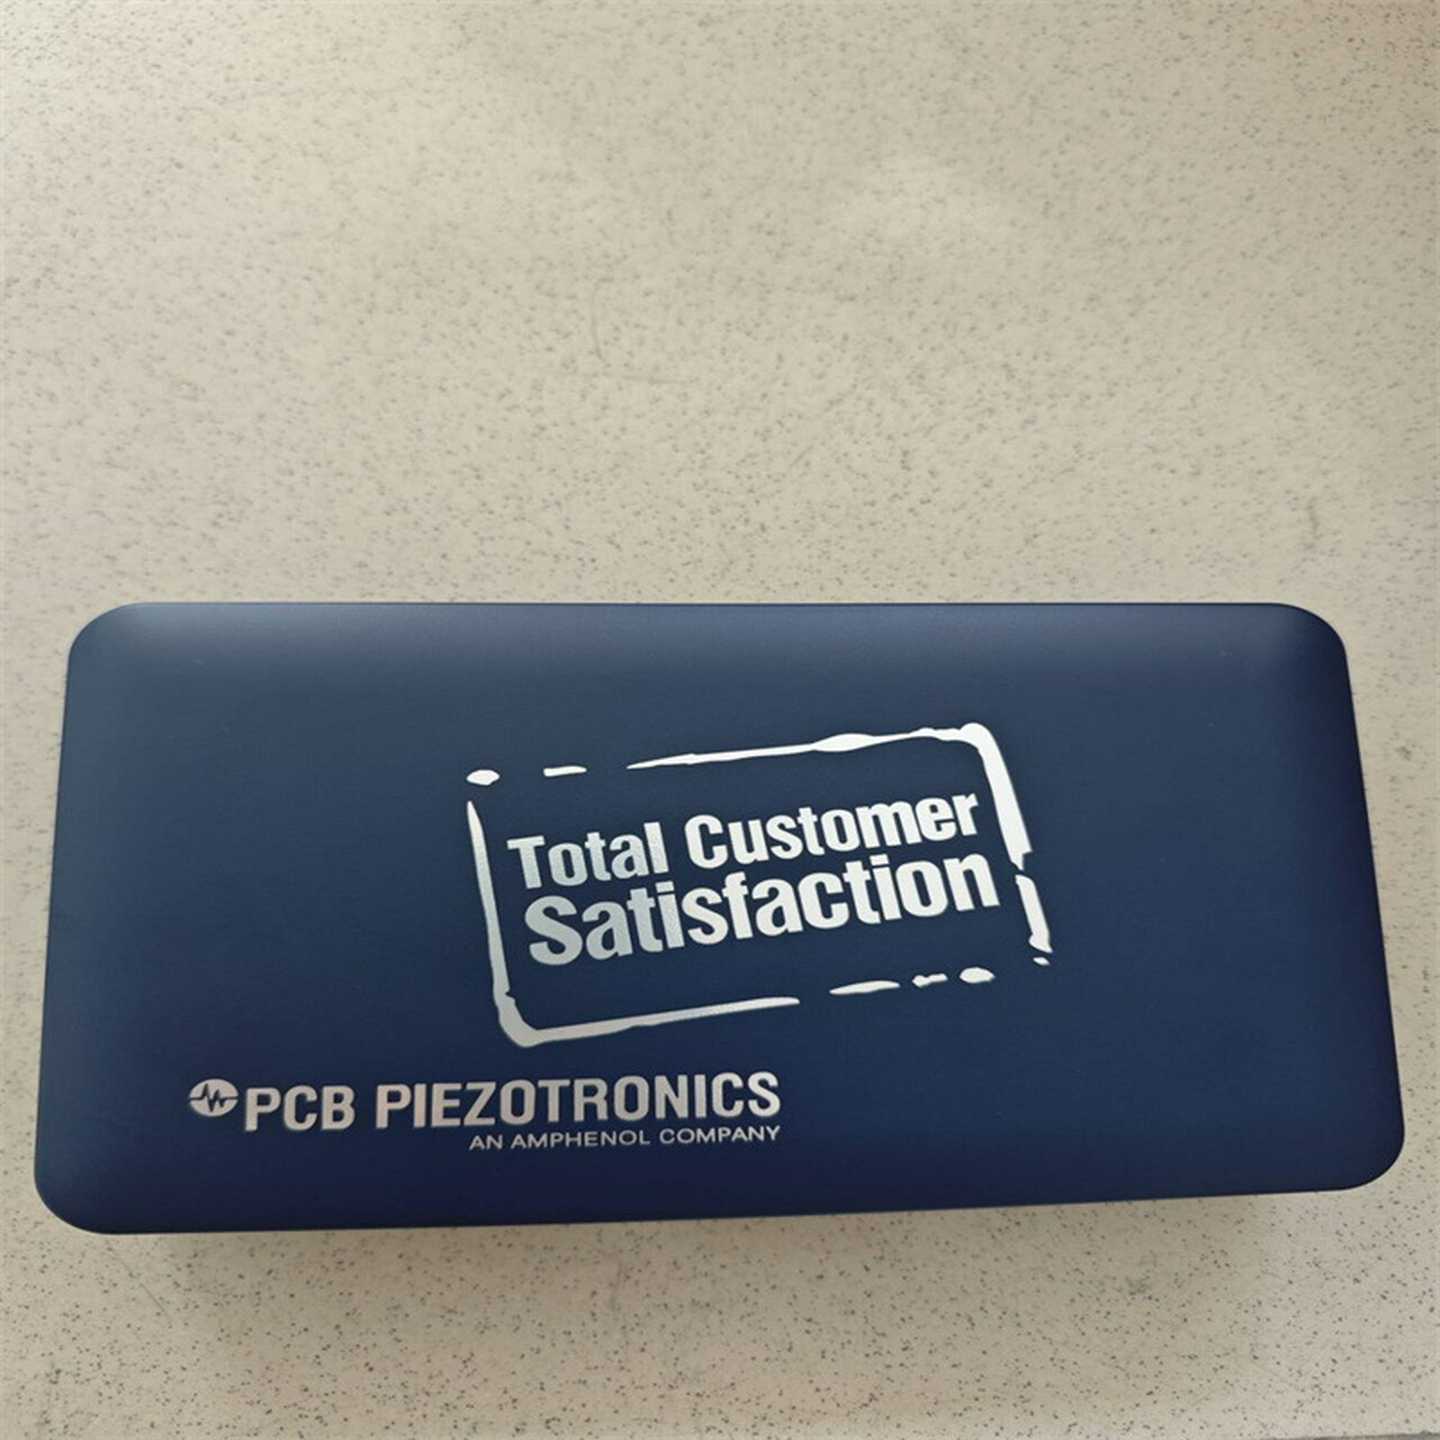 Total Customer
Satisfaction
PCB PIEZOTRONICS
AN AMPHENOL COMPANY